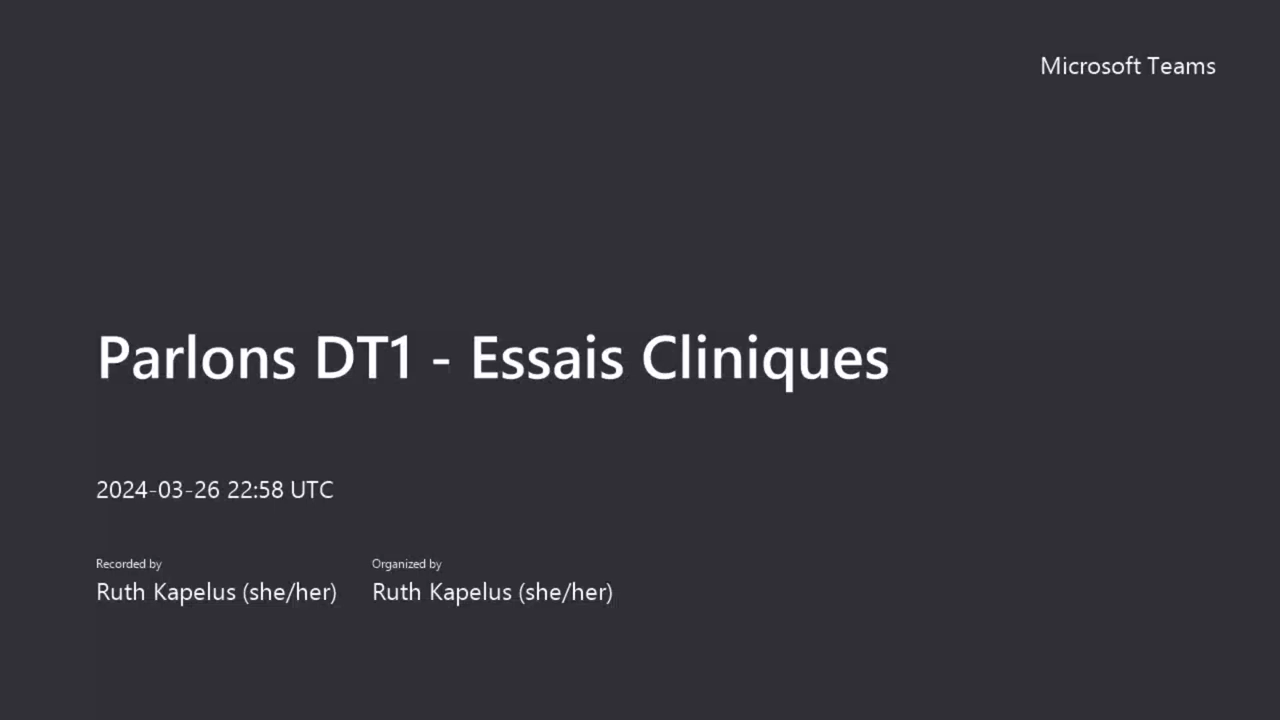 Microsoft Teams
Parlons DT1 - Essais Cliniques
2024-03-26 22:58 UTC
Recorded by
Organized by
Ruth Kapelus (she/her)
Ruth Kapelus (she/her)